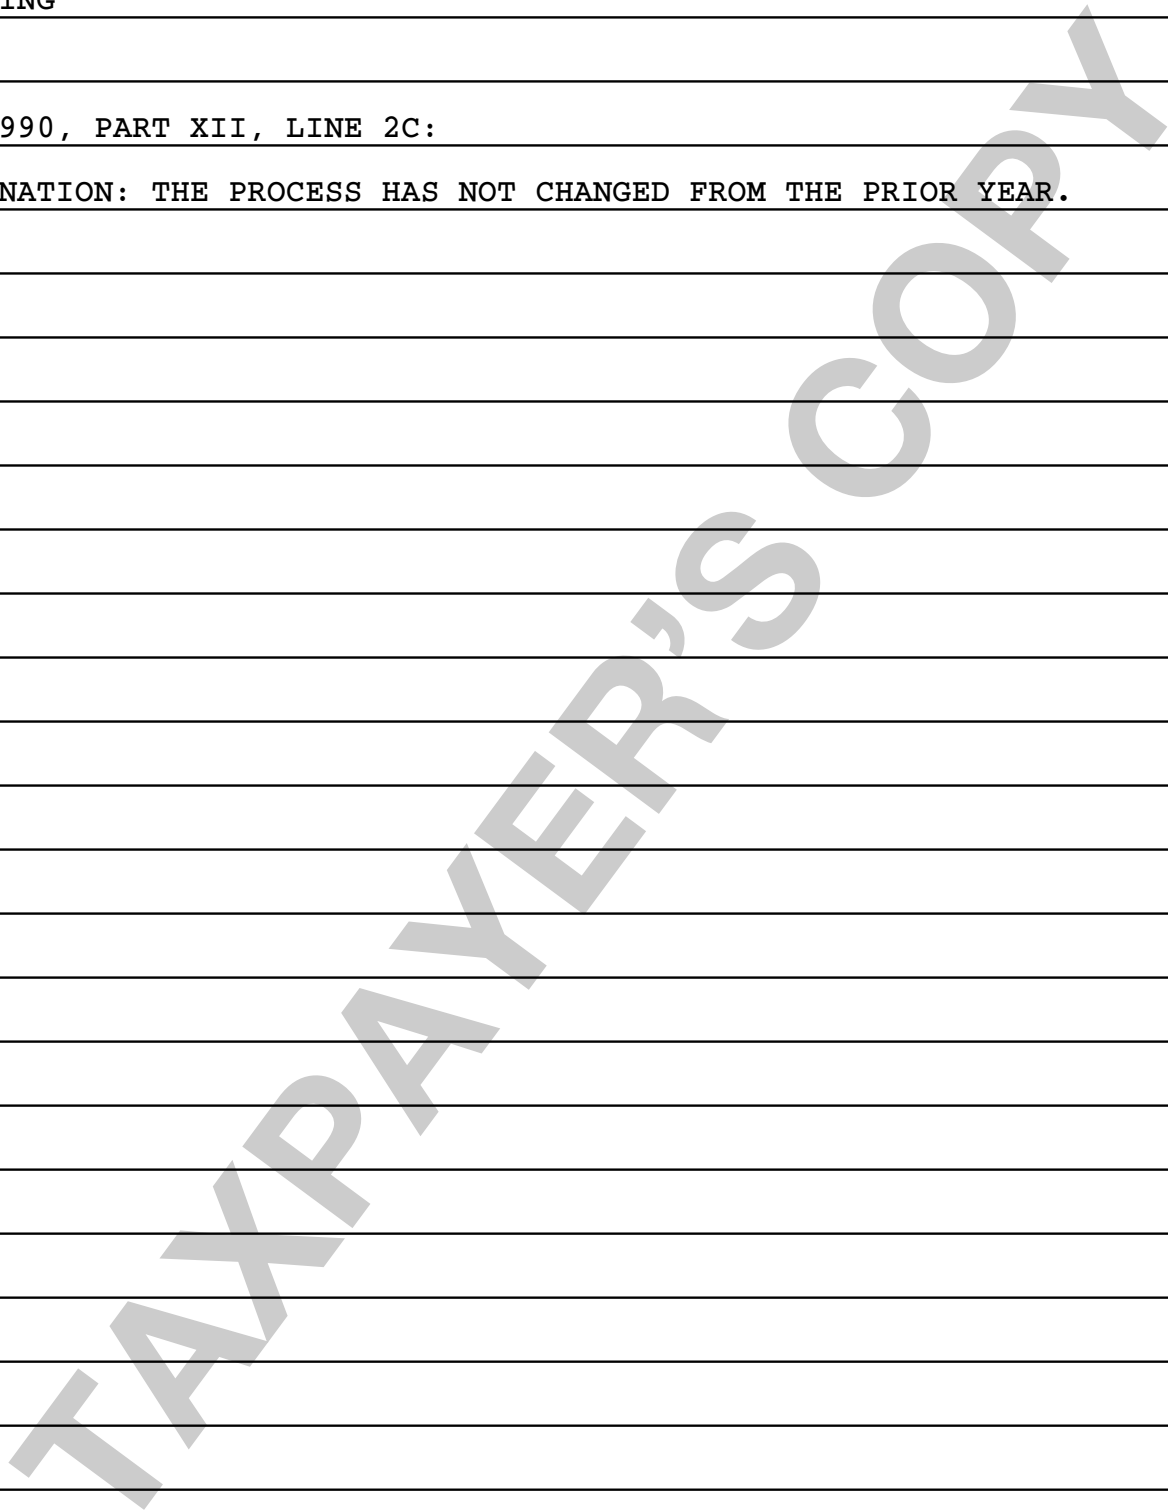 ING
990, PART XII, LINE 2C:
NATION: THE PROCESS HAS NOT CHANGED FROM THE PRIOR YEAR.
TAXPAYER'S COPY